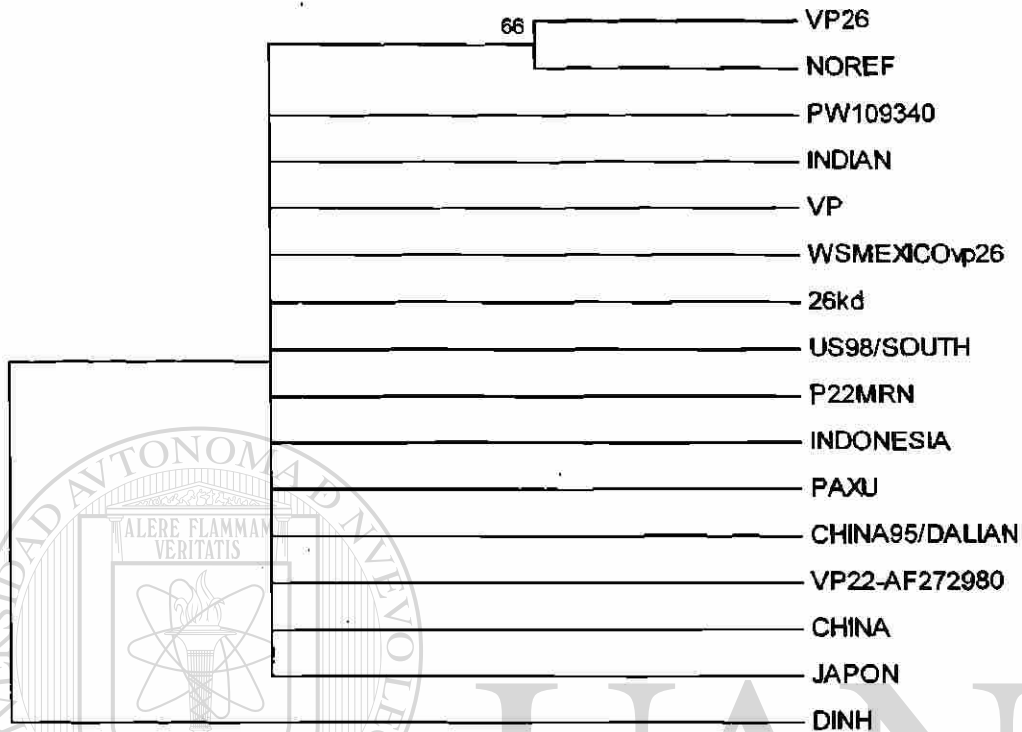 66
VP26
NOREF
PW109340
INDIAN
VP
WSMEXICOvp26
26kd
US98/SOUTH
P22MRN
INDONESIA
PAXU
CHINA95/DALIAN
VP22-AF272980
CHINA
JAPON
DINH
ALERE FLAMMAM
VERITATIS